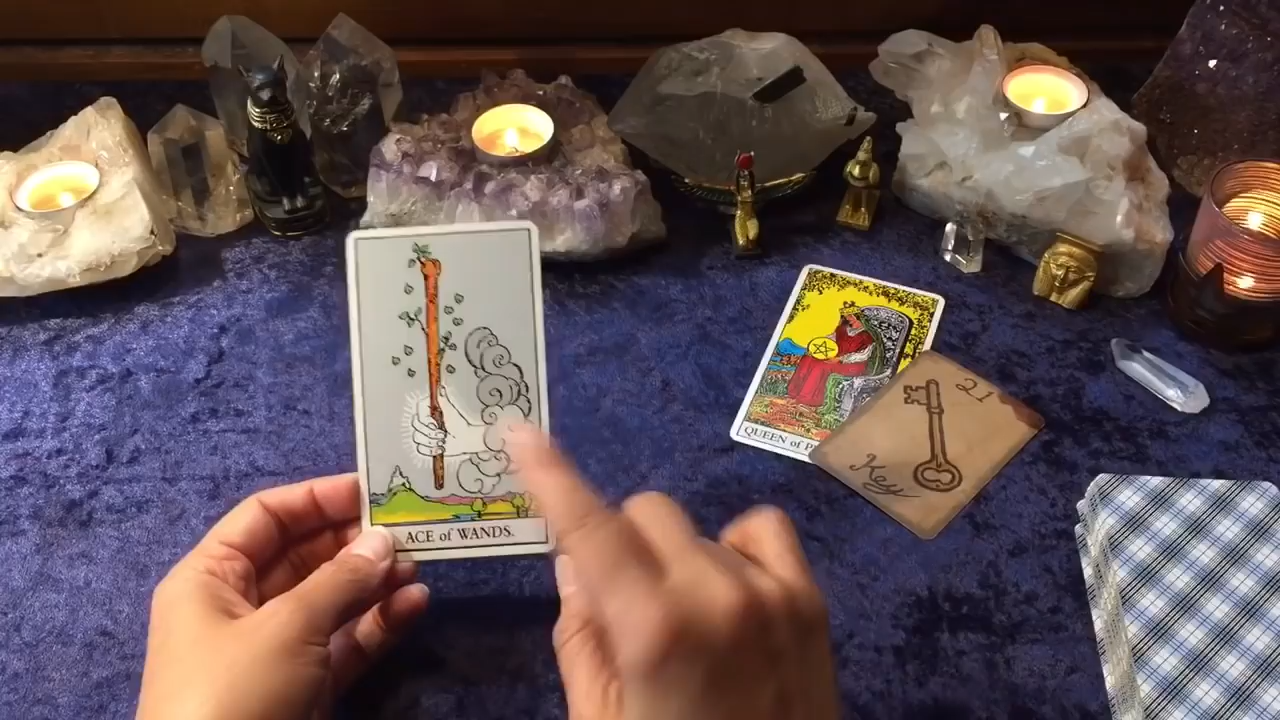 ACE of WANDS.
QUEEN of P
21
Key